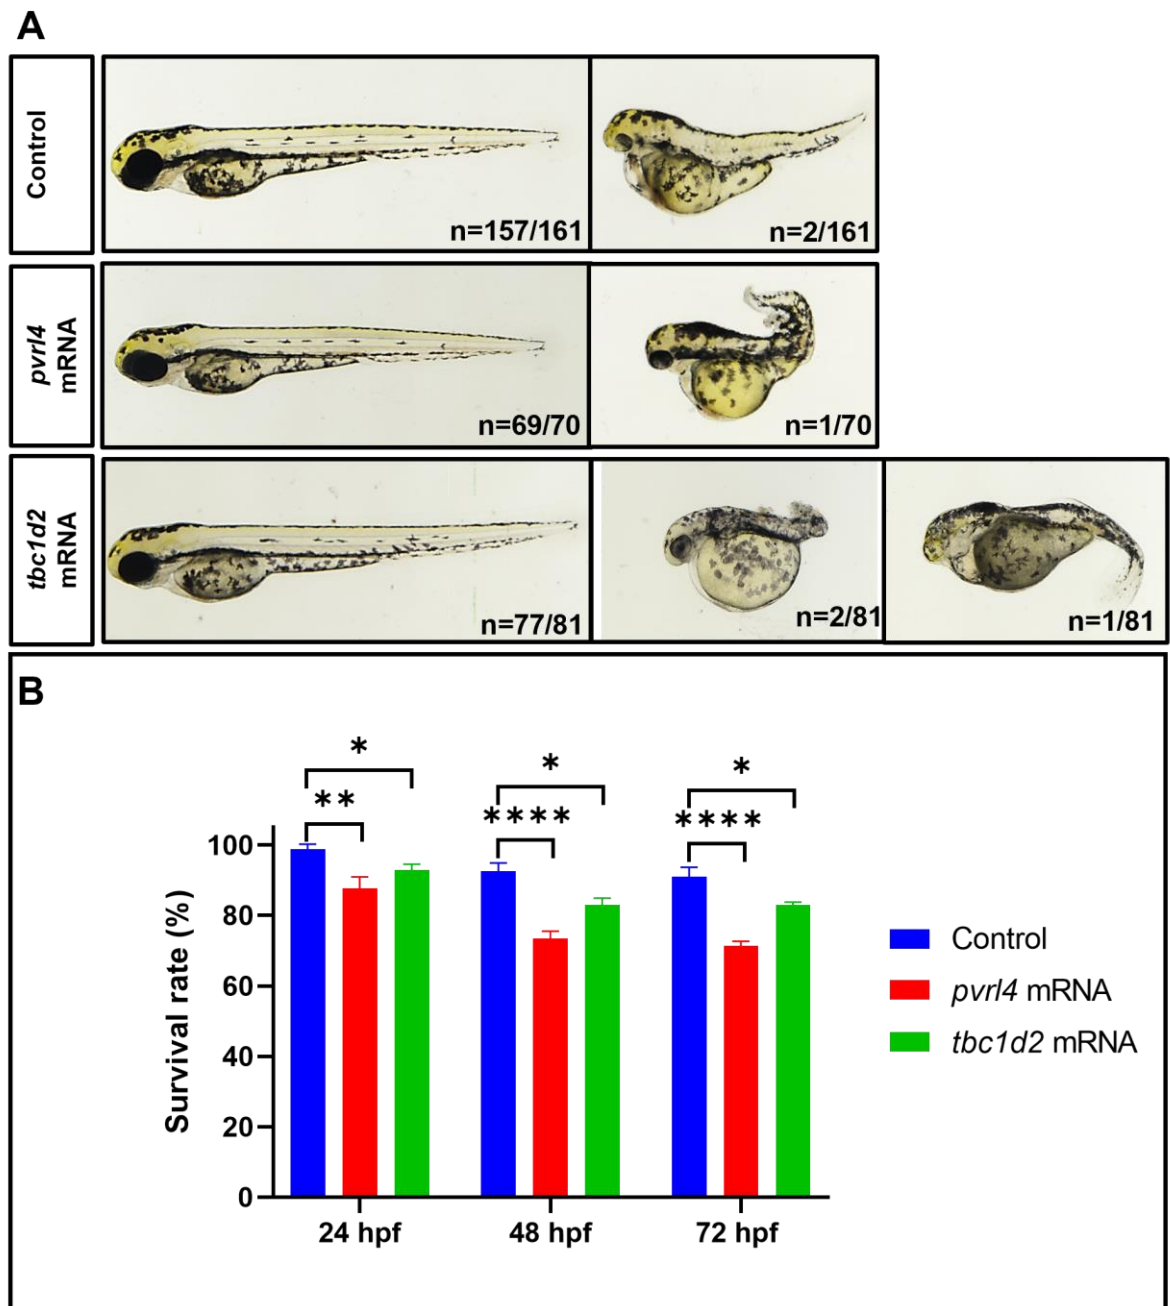 A
Control
n=157/161
n=2/161
pvrl4
mRNA
n=69/70
n=1/70
tbc1d2
mRNA
n=77/81
n=2/81
n=1/81
B
*
**
*
****
*
****
Survival rate (%)
100
80
60
40
20
0
24 hpf
48 hpf
72 hpf
Control
pvrl4 mRNA
tbc1d2 mRNA